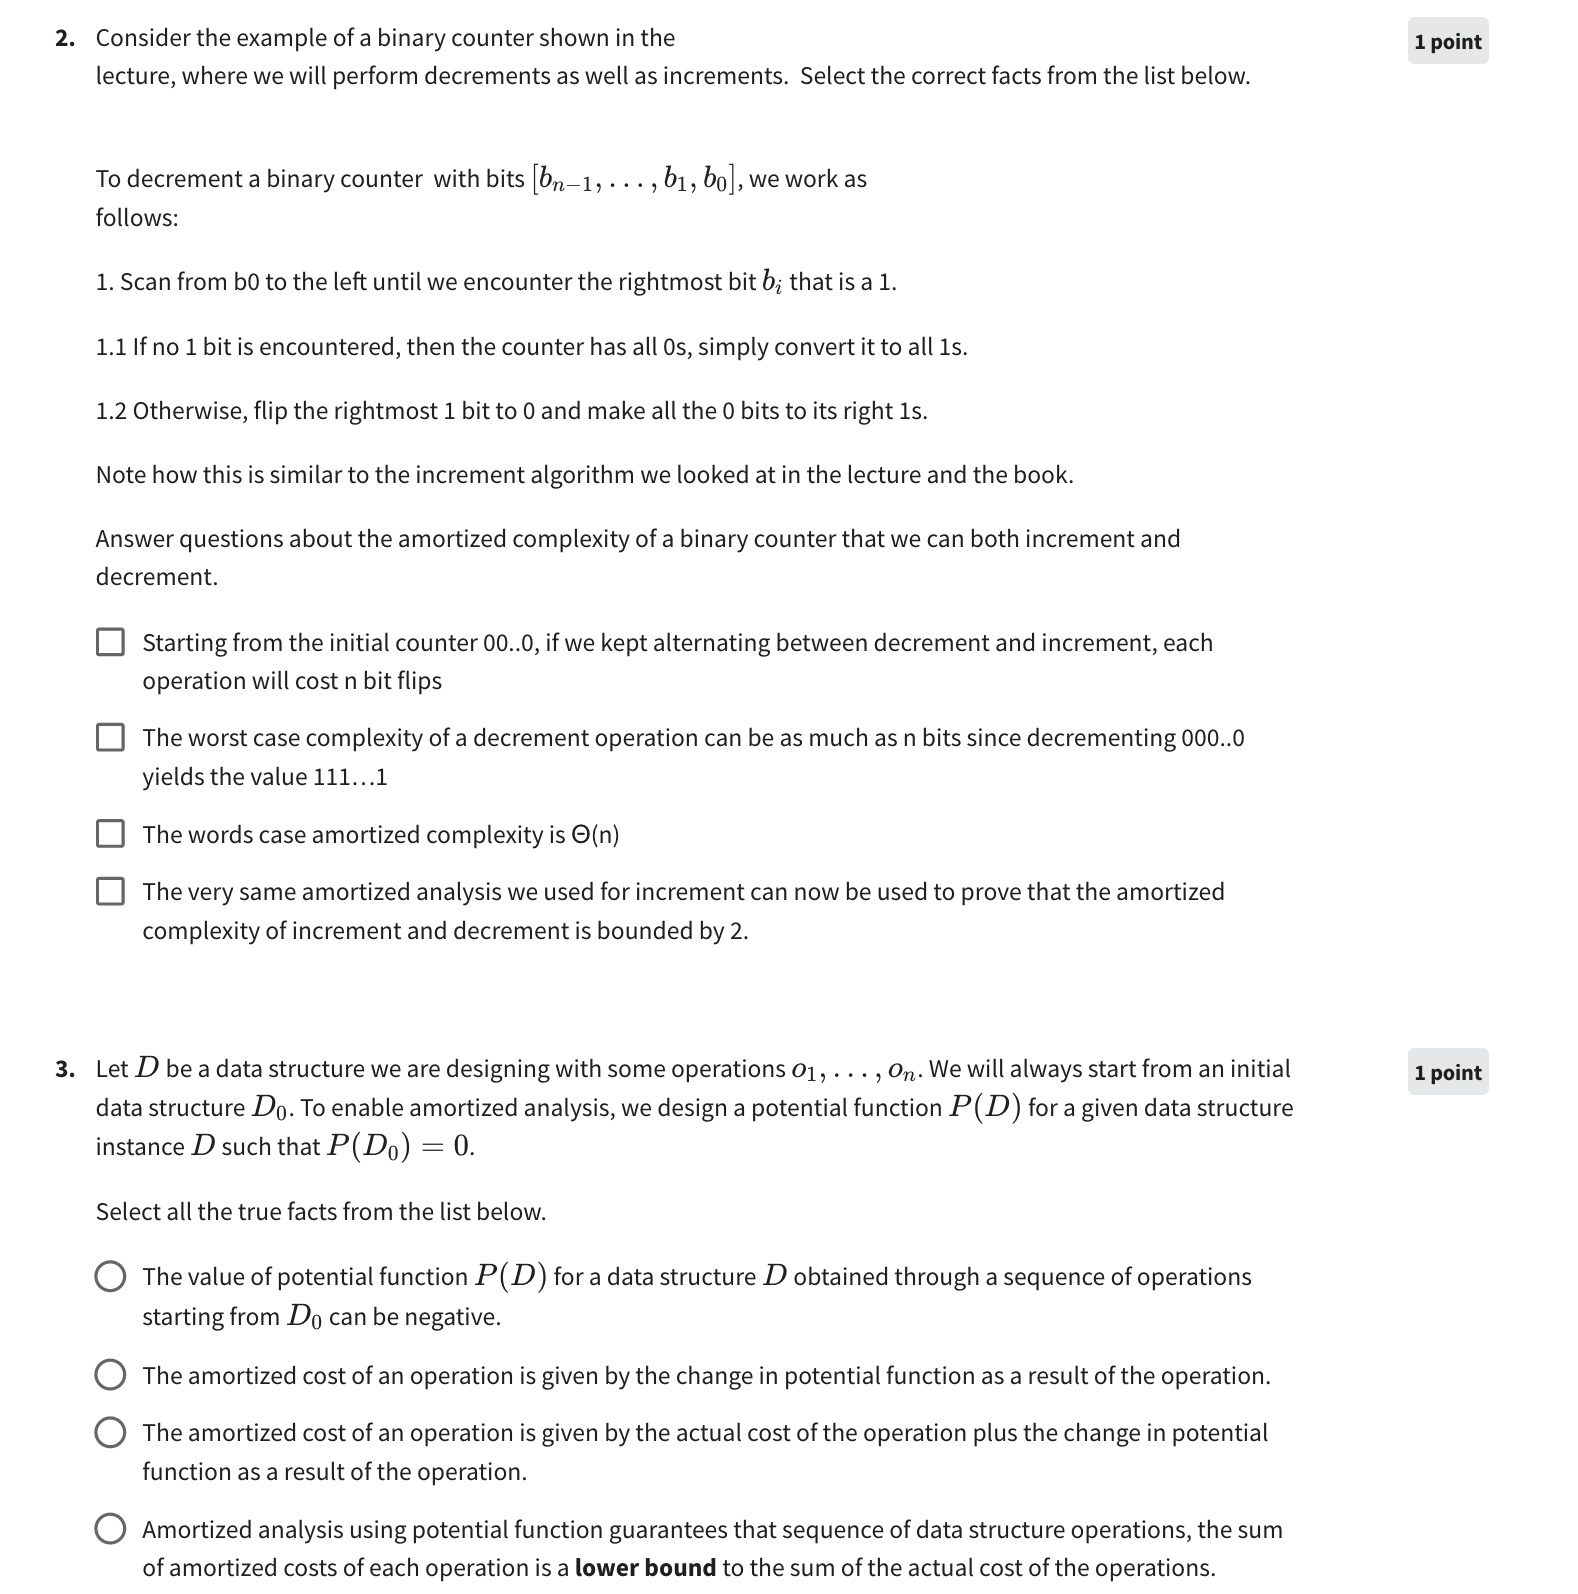 2. Consider the example of a binary counter shown in the
1 point
lecture, where we will perform decrements as well as increments. Select the correct facts from the list below.
To decrement a binary counter with bits [b_{n−1}, . . . , b_1, b_0], we work as
follows:
1. Scan from b0 to the left until we encounter the rightmost bit b_i that is a 1.
1.1 If no 1 bit is encountered, then the counter has all 0s, simply convert it to all 1s.
1.2 Otherwise, flip the rightmost 1 bit to 0 and make all the 0 bits to its right 1s.
Note how this is similar to the increment algorithm we looked at in the lecture and the book.
Answer questions about the amortized complexity of a binary counter that we can both increment and
decrement.
Starting from the initial counter 00..0, if we kept alternating between decrement and increment, each
operation will cost n bit flips
The worst case complexity of a decrement operation can be as much as n bits since decrementing 000..0
yields the value 111...1
The words case amortized complexity is Θ(n)
The very same amortized analysis we used for increment can now be used to prove that the amortized
complexity of increment and decrement is bounded by 2.
3. Let D be a data structure we are designing with some operations o_1, . . . , o_n. We will always start from an initial
1 point
data structure D_0. To enable amortized analysis, we design a potential function P(D) for a given data structure
instance D such that P(D_0) = 0.
Select all the true facts from the list below.
The value of potential function P(D) for a data structure D obtained through a sequence of operations
starting from D_0 can be negative.
The amortized cost of an operation is given by the change in potential function as a result of the operation.
The amortized cost of an operation is given by the actual cost of the operation plus the change in potential
function as a result of the operation.
Amortized analysis using potential function guarantees that sequence of data structure operations, the sum
of amortized costs of each operation is a lower bound to the sum of the actual cost of the operations.